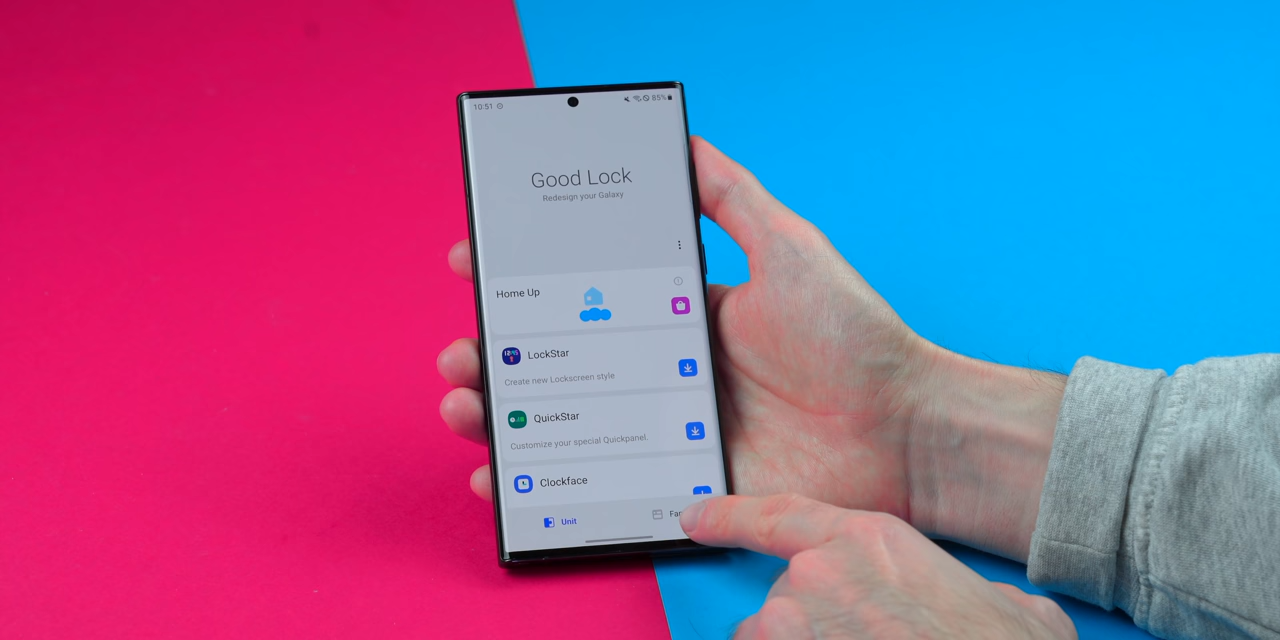 10:51
85%
Good Lock
Redesign your Galaxy
Home Up
LockStar
Create new Lockscreen style
QuickStar
Customize your special Quickpanel.
Clockface
Unit